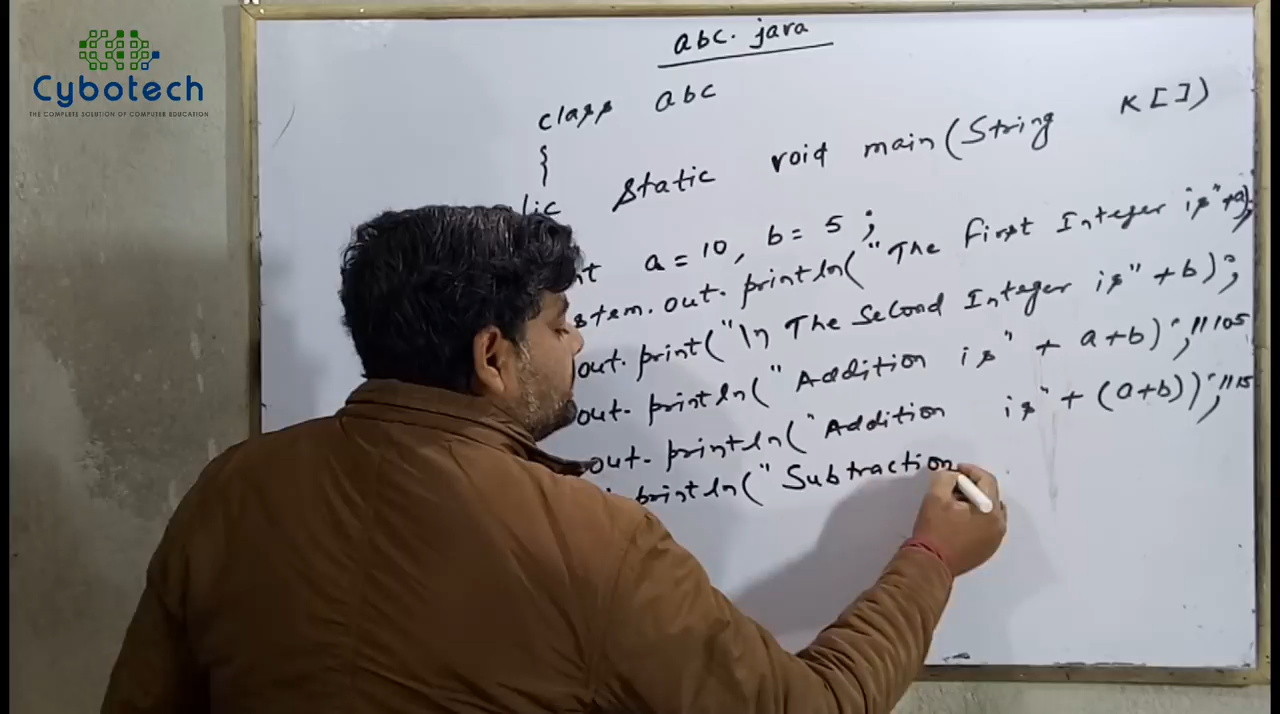 Cybotech
THE COMPLETE SOLUTION OF COMPUTER EDUCATION
abc. java
class abc
{
lic static void main(String K[])
nt a=10, b= 5 ;
stem.out. println("The First Integer is"+a);
out. print("\n The Second Integer is" +b);
out. println(" Addition is" + a+b); //105
out. println("Addition is" + (a+b)); //15
println(" Subtraction